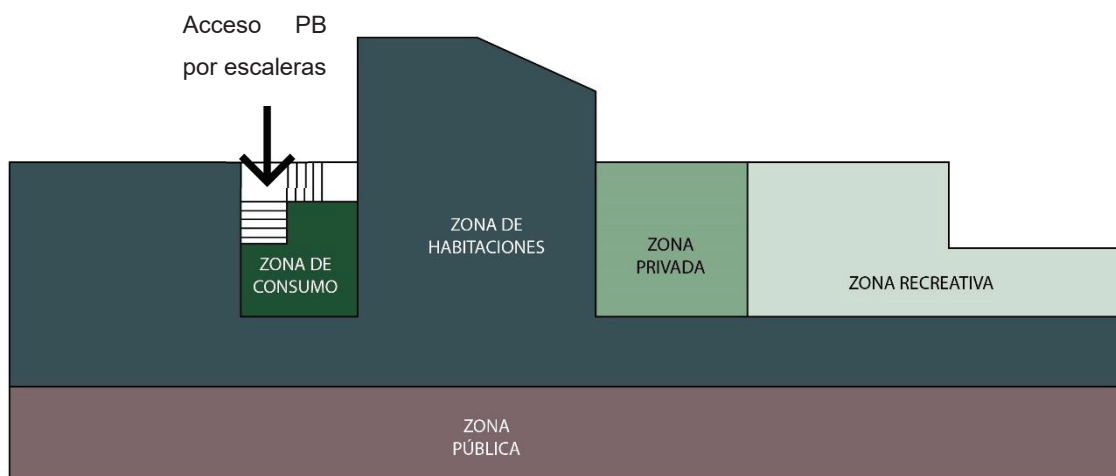 Acceso PB
por escaleras
ZONA DE
HABITACIONES
ZONA
PRIVADA
ZONA DE
CONSUMO
ZONA RECREATIVA
ZONA
PÚBLICA